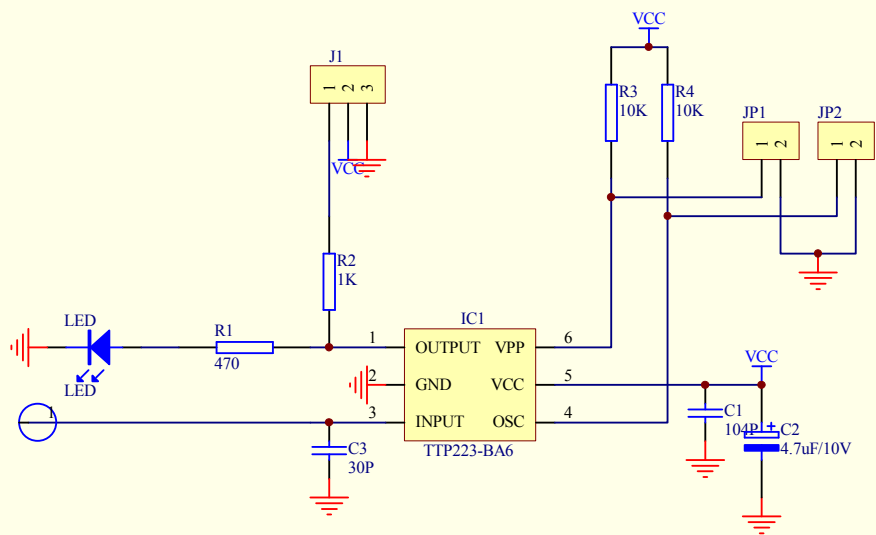 VCC
J1
1 2 3
VCC
R3
10K
R4
10K
JP1
1 2
JP2
1 2
R2
1K
IC1
LED
LED
R1
470
1 OUTPUT VPP 6
2 GND VCC 5
3 INPUT OSC 4
TTP223-BA6
1
C3
30P
VCC
C1
104P
+
C2
4.7uF/10V